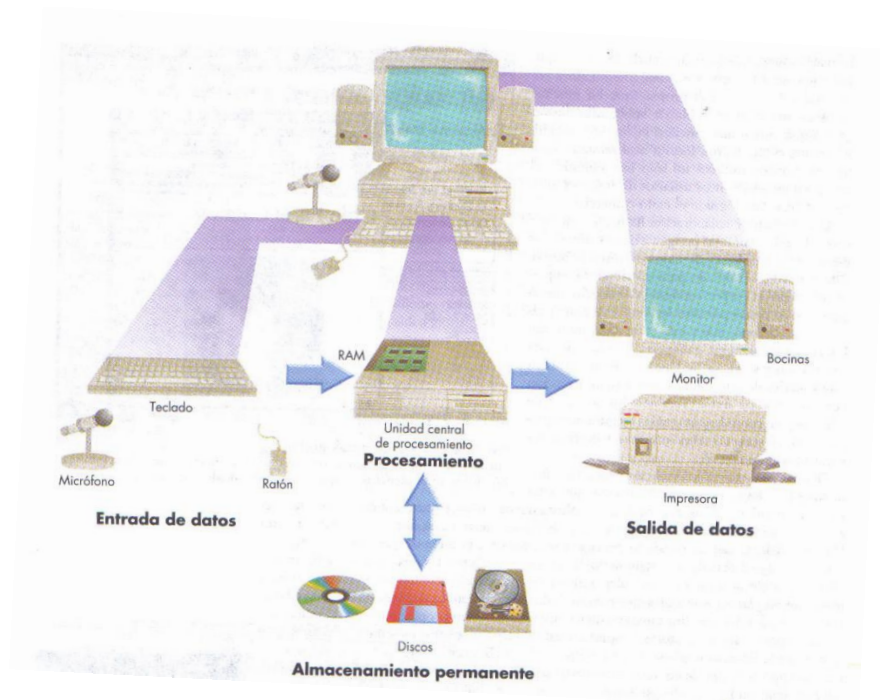 RAM
Bocinas
Monitor
Teclado
Unidad central
de procesamiento
Procesamiento
Micrófono
Ratón
Impresora
Entrada de datos
Salida de datos
Discos
Almacenamiento permanente